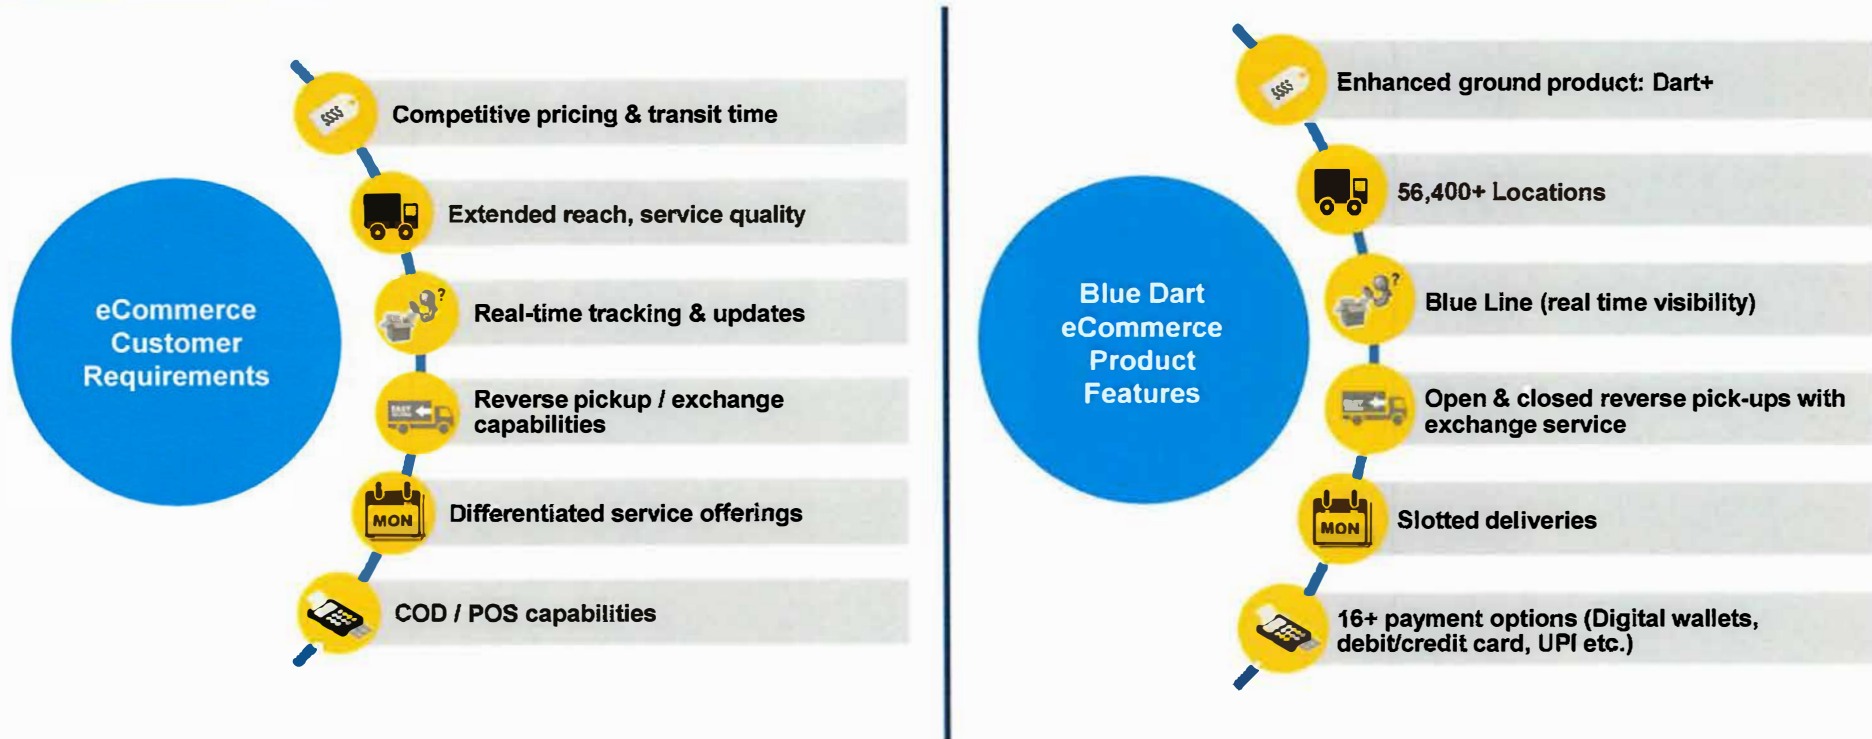 eCommerce
Customer
Requirements
$$$$
Competitive pricing & transit time
Extended reach, service quality
?
Real-time tracking & updates
Reverse pickup / exchange
capabilities
MON
Differentiated service offerings
COD / POS capabilities
Blue Dart
eCommerce
Product
Features
$$$$
Enhanced ground product: Dart+
56,400+ Locations
?
Blue Line (real time visibility)
Open & closed reverse pick-ups with
exchange service
MON
Slotted deliveries
16+ payment options (Digital wallets,
debit/credit card, UPI etc.)